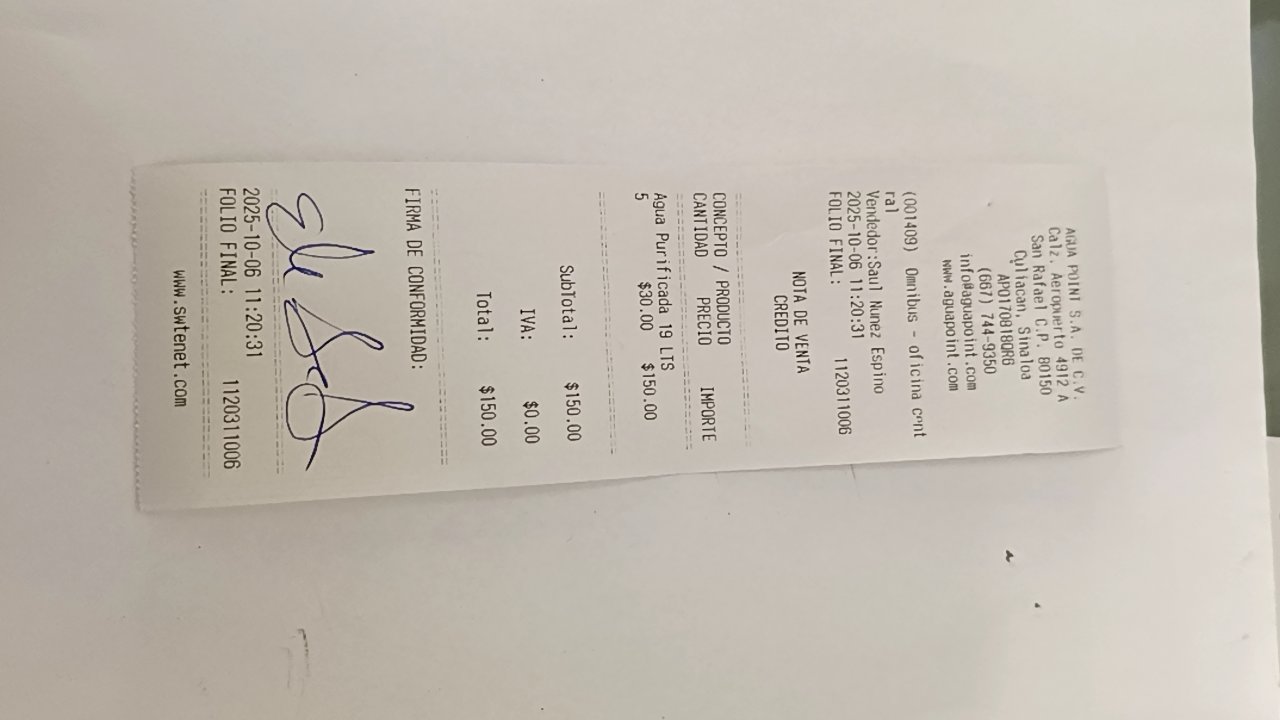 AGUA POINT S.A. DE C.V.
Calz. Aeropuerto 4912 A
San Rafael C.P. 80150
Culiacan, Sinaloa
APO170818QR6
(667) 744-9350
info@aguapoint.com
www.aguapoint.com
(001409) Omnibus - oficina cent
ral
Vendedor:Saul Nunez Espino
2025-10-06 11:20:31
FOLIO FINAL: 1120311006
NOTA DE VENTA
CREDITO
CONCEPTO / PRODUCTO
CANTIDAD PRECIO IMPORTE
Agua Purificada 19 LTS
5 $30.00 $150.00
SubTotal: $150.00
IVA: $0.00
Total: $150.00
FIRMA DE CONFORMIDAD:
2025-10-06 11:20:31
FOLIO FINAL: 1120311006
www.swtenet.com